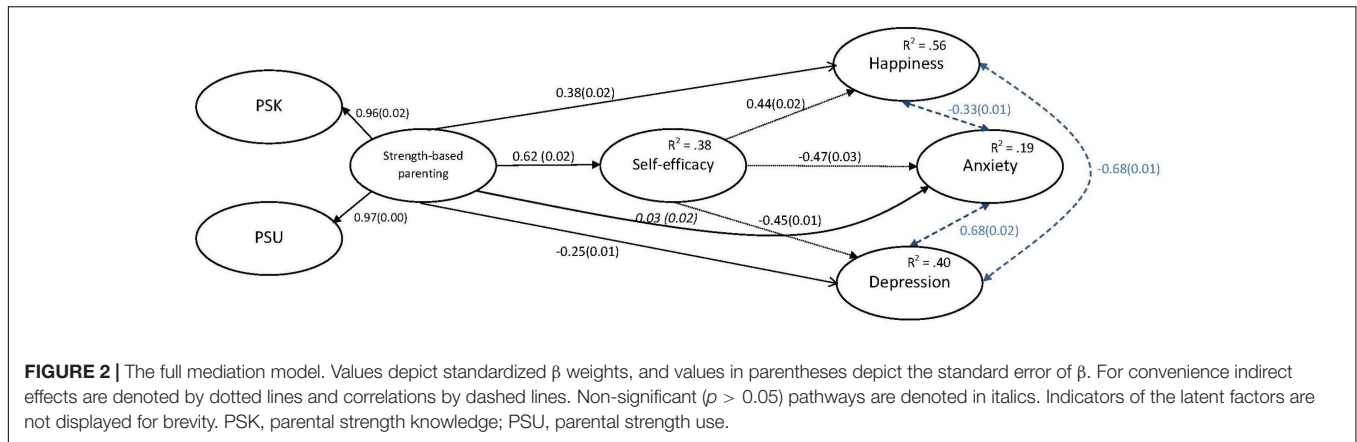 R² = .56
Happiness
PSK
0.38(0.02)
0.44(0.02)
-0.33(0.01)
0.96(0.02)
R² = .38
R² = .19
Strength-based
parenting
0.62 (0.02)
Self-efficacy
-0.47(0.03)
Anxiety
-0.68(0.01)
0.03 (0.02)
-0.45(0.01)
0.68(0.02)
PSU
0.97(0.00)
-0.25(0.01)
R² = .40
Depression
FIGURE 2 | The full mediation model. Values depict standardized β weights, and values in parentheses depict the standard error of β. For convenience indirect
effects are denoted by dotted lines and correlations by dashed lines. Non-significant (p > 0.05) pathways are denoted in italics. Indicators of the latent factors are
not displayed for brevity. PSK, parental strength knowledge; PSU, parental strength use.